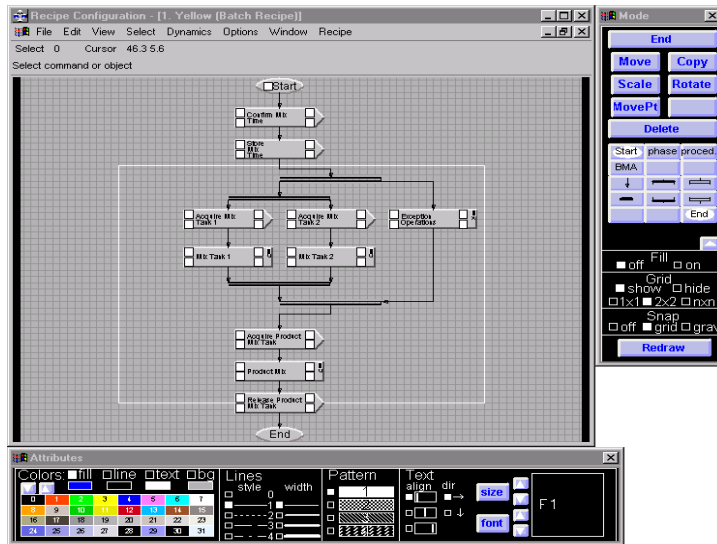 Recipe Configuration - [1. Yellow (Batch Recipe)]
File Edit View Select Dynamics Options Window Recipe
Select 0 Cursor 46.3 5.6
Select command or object
Start
Confirm Mix
Time
Store
Mix
Time
Acquire Mix
Tank 1
Acquire Mix
Tank 2
Exception
Operations
Mix Tank 1
Mix Tank 2
Acquire Product
Mix Tank
Product Mix
Release Product
Mix Tank
End
Mode
End
Move Copy
Scale Rotate
MovePt
Delete
Start phase proced.
BMA
End
Fill
off on
Grid
show hide
1x1 2x2 nxn
Snap
off grid grav
Redraw
Attributes
Colors: fill line text bg
0 1 2 3 4 5 6 7
8 9 10 11 12 13 14 15
16 17 18 19 20 21 22 23
24 25 26 27 28 29 30 31
Lines
style width
0
1
2
3
4
Pattern
1
2
3
4
Text
align dir
size
font
F 1